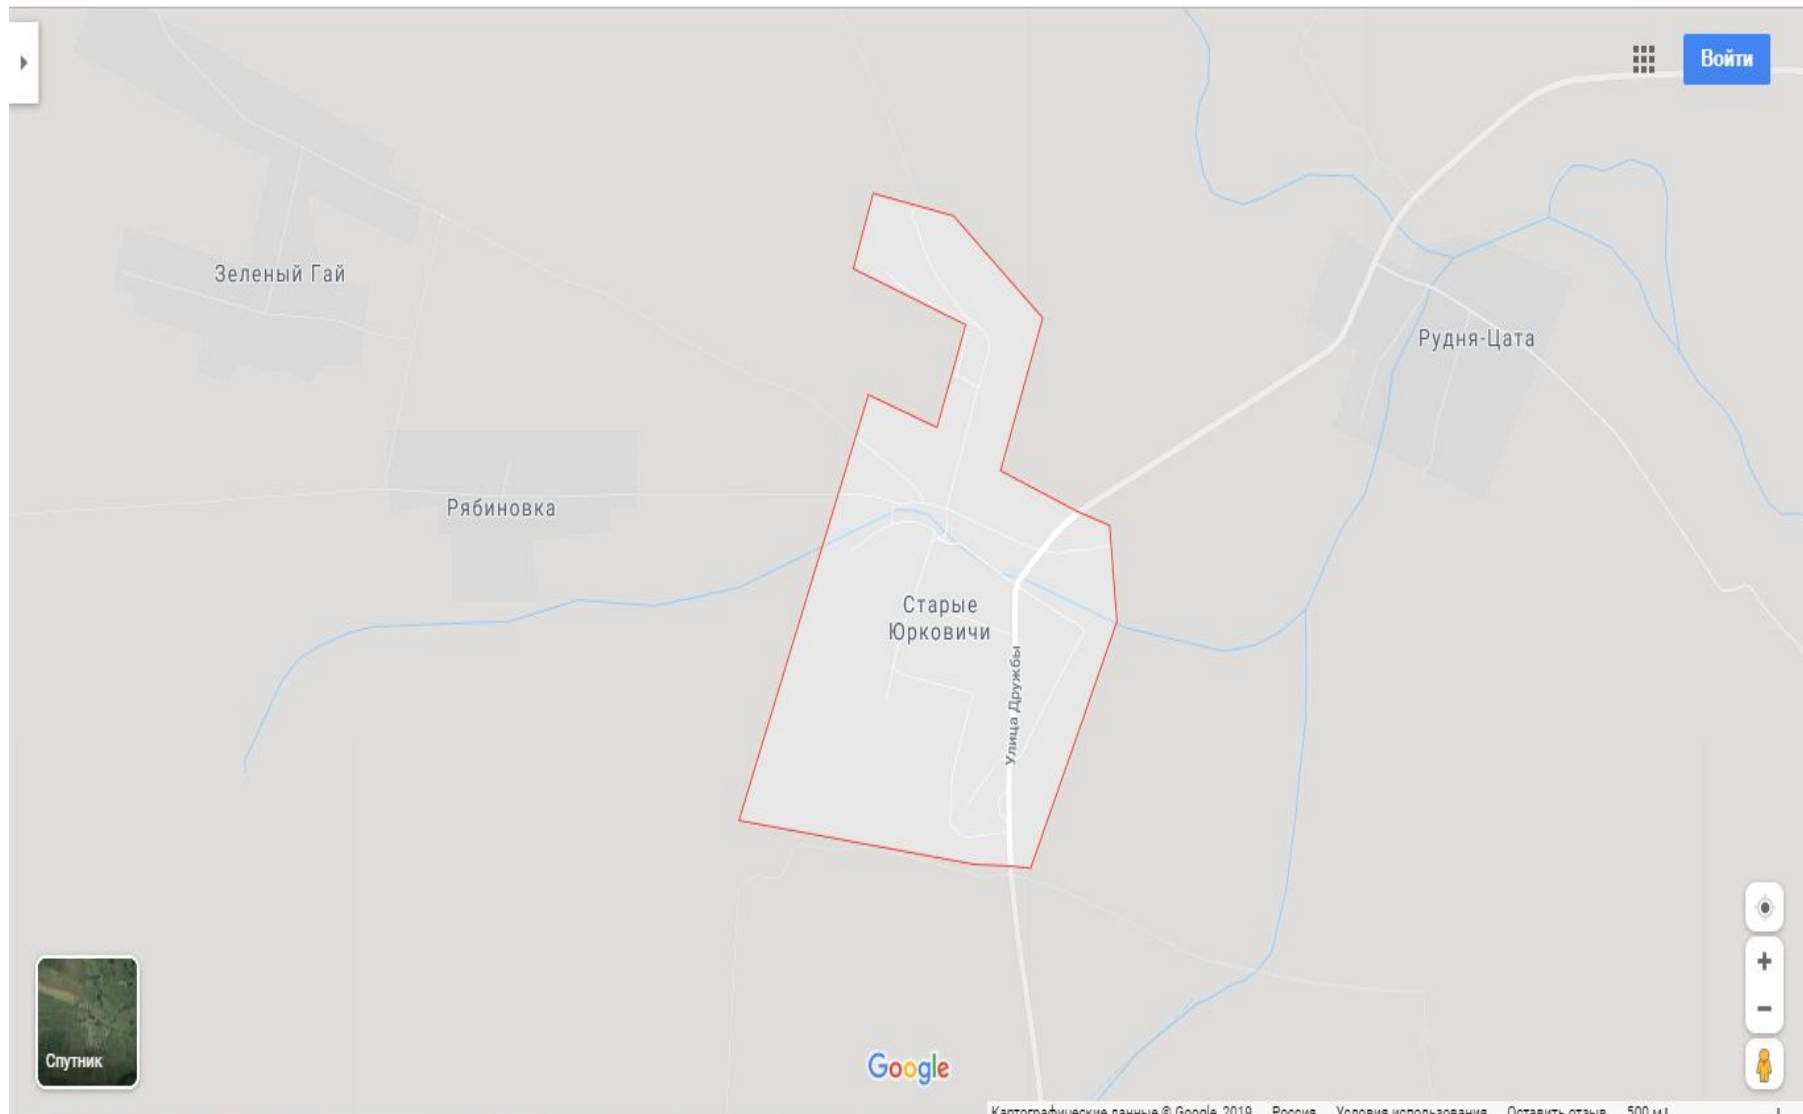 Войти
Зеленый Гай
Рудня-Цата
Рябиновка
Старые
Юрковичи
Улица Дружбы
Спутник
Google
Картографические данные © Google, 2019 Россия Условия использования Оставить отзыв 500 м